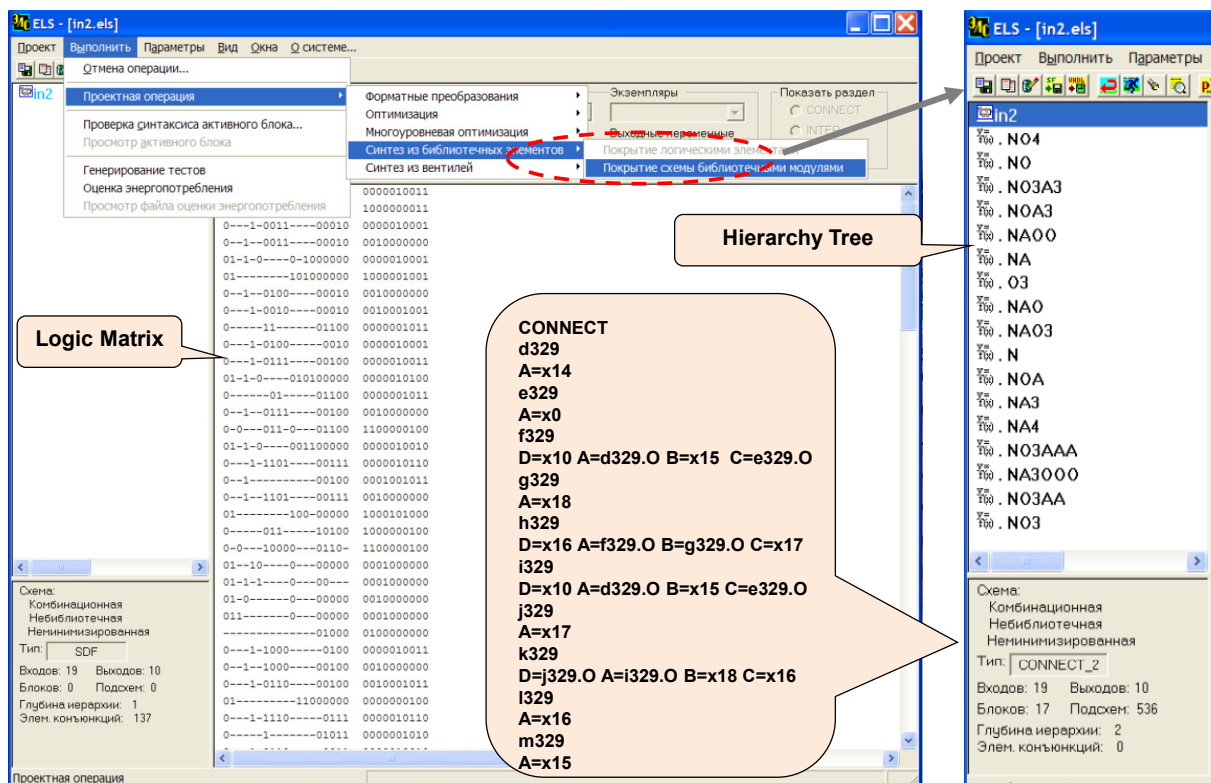 ELS - [in2.els]
Проект Выполнить Параметры Вид Окна О системе...
Отмена операции...
Проектная операция
Проверка синтаксиса активного блока...
Просмотр активного блока
Генерирование тестов
Оценка энергопотребления
Просмотр файла оценки энергопотребления
Форматные преобразования
Оптимизация
Многоуровневая оптимизация
Синтез из библиотечных элементов
Синтез из вентилей
Покрытие логическими элементами
Покрытие схемы библиотечными модулями
Экземпляры
Выходные переменные
Показать раздел
CONNECT
INTER
in2
0000010011
1000000011
0---1-0011----00010 0000010001
0--1--0011----00010 0010000000
01-1-0----0-1000000 0000010001
01--------101000000 1000001001
0--1--0100----00010 0010000000
0---1-0010----00010 0010001001
0-----11------01100 0000001011
0---1-0100-----0010 0000010001
0---1-0111----00100 0000010011
01-1-0----010100000 0000010100
0------01-----01100 0000001011
0--1--0111----00100 0010000000
0-0---011-0---01100 1100000100
01-1-0----001100000 0000010010
0---1-1101----00111 0000010110
0--1----------00100 0001001011
0--1--1101----00111 0010000000
01--------100-00000 1000101000
0-----011-----10100 1000000100
0-0---10000---0110- 1100000100
01--10----0---00000 0001000000
01-1-1----0---00--- 0001000000
01-0------0---00000 0010000000
011-------0---00000 0001000000
--------------01000 0100000000
0---1-1000-----0100 0000010011
0--1--1000----00100 0010000000
0---1-0110----00100 0010001011
01---------11000000 0000000100
0---1-1110-----0111 0000010110
0-----1-------01011 0000001010
Logic Matrix
Схема:
Комбинационная
Небиблиотечная
Неминимизированная
Тип: SDF
Входов: 19 Выходов: 10
Блоков: 0 Подсхем: 0
Глубина иерархии: 1
Элем. конъюнкций: 137
Проектная операция
CONNECT
d329
A=x14
e329
A=x0
f329
D=x10 A=d329.O B=x15 C=e329.O
g329
A=x18
h329
D=x16 A=f329.O B=g329.O C=x17
i329
D=x10 A=d329.O B=x15 C=e329.O
j329
A=x17
k329
D=j329.O A=i329.O B=x18 C=x16
l329
A=x16
m329
A=x15
Hierarchy Tree
ELS - [in2.els]
Проект Выполнить Параметры
in2
. NO4
. NO
. NO3A3
. NOA3
. NAOO
. NA
. O3
. NAO
. NAO3
. N
. NOA
. NA3
. NA4
. NO3AAA
. NA3OOO
. NO3AA
. NO3
Схема:
Комбинационная
Небиблиотечная
Неминимизированная
Тип: CONNECT_2
Входов: 19 Выходов: 10
Блоков: 17 Подсхем: 536
Глубина иерархии: 2
Элем. конъюнкций: 0